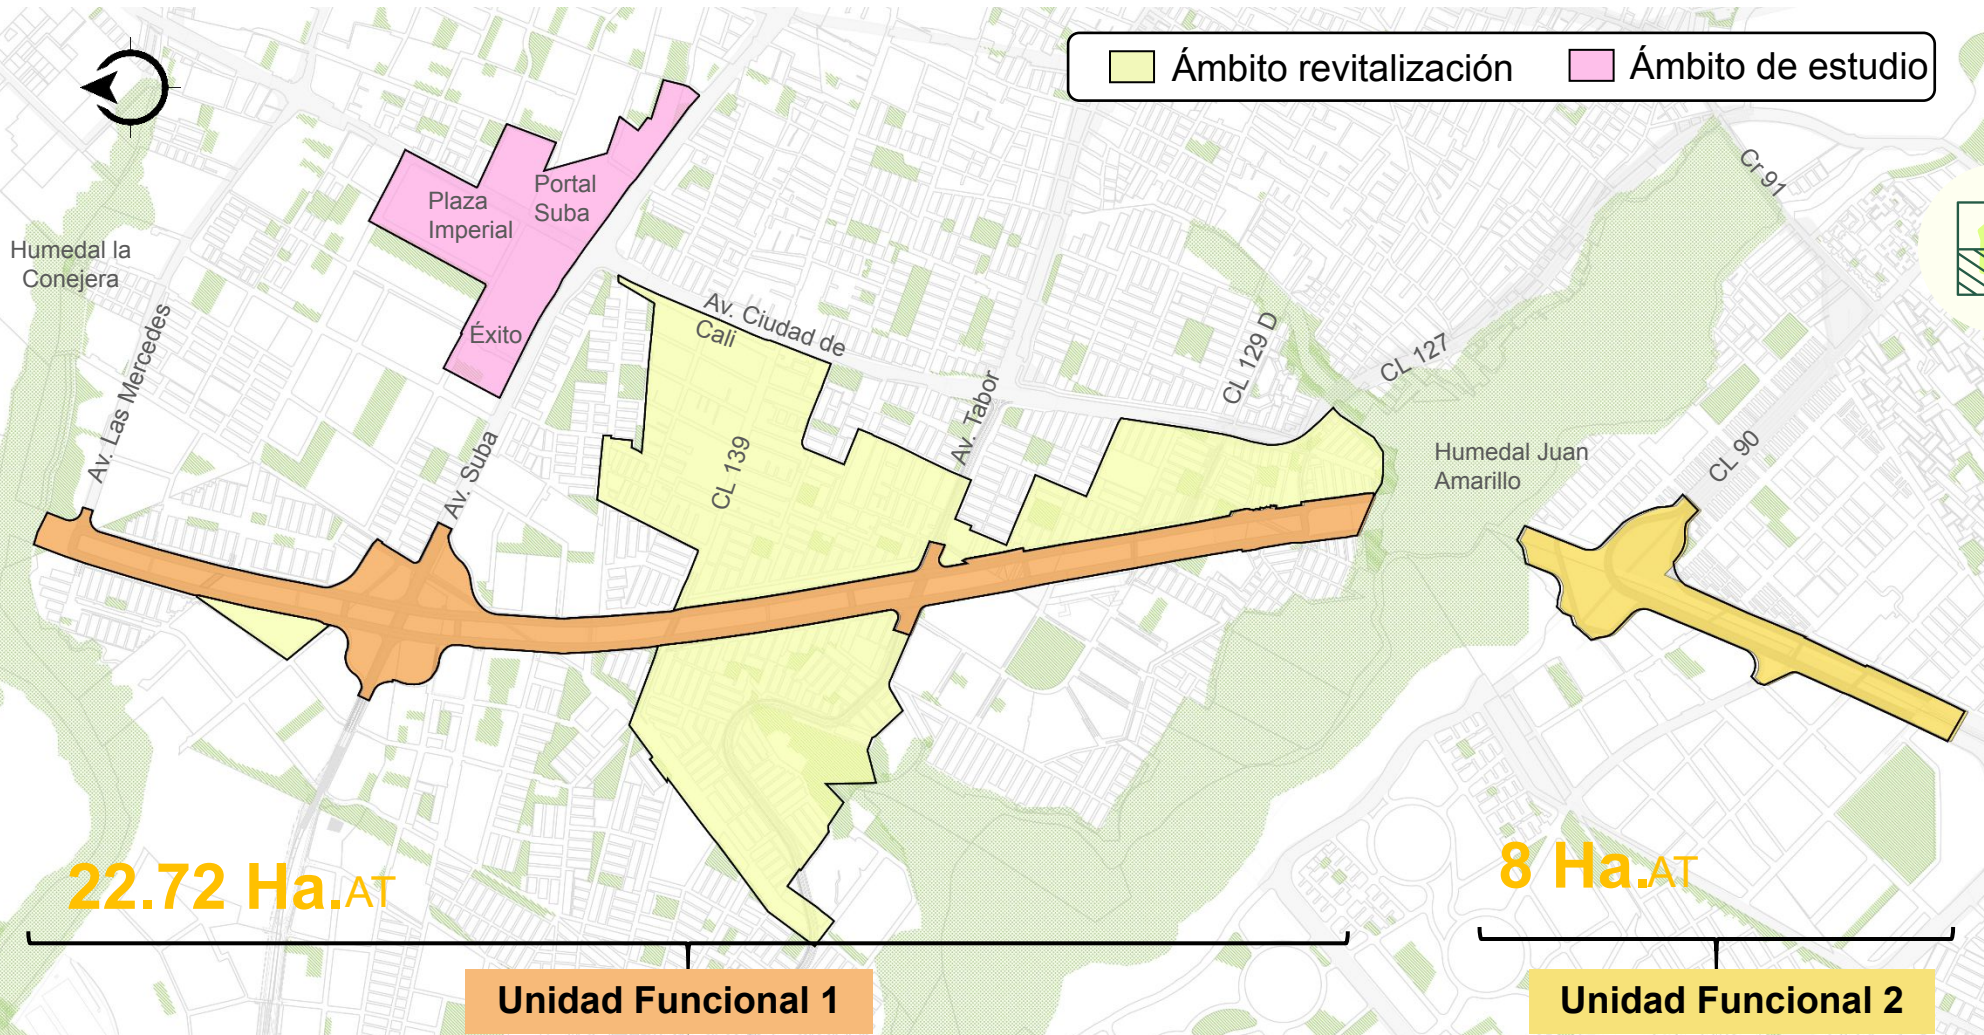 Ámbito revitalización
Ámbito de estudio
Cr 91
Portal
Suba
Plaza
Imperial
Humedal la
Conejera
Éxito
Av. Las Mercedes
Av. Suba
Av. Ciudad de
Cali
CL 139
Av. Tabor
CL 129 D
CL 127
Humedal Juan
Amarillo
CL 90
22.72 Ha.AT
8 Ha.AT
Unidad Funcional 1
Unidad Funcional 2